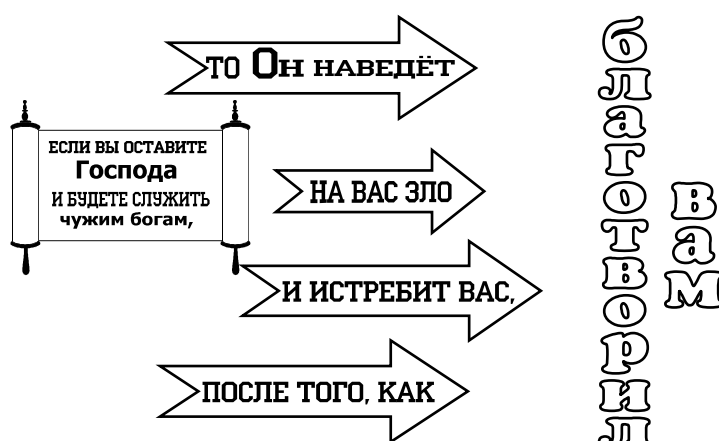 ЕСЛИ ВЫ ОСТАВИТЕ
Господа
И БУДЕТЕ СЛУЖИТЬ
чужим богам,
ТО ОН НАВЕДЁТ
НА ВАС ЗЛО
И ИСТРЕБИТ ВАС,
ПОСЛЕ ТОГО, КАК
благотворил
вам